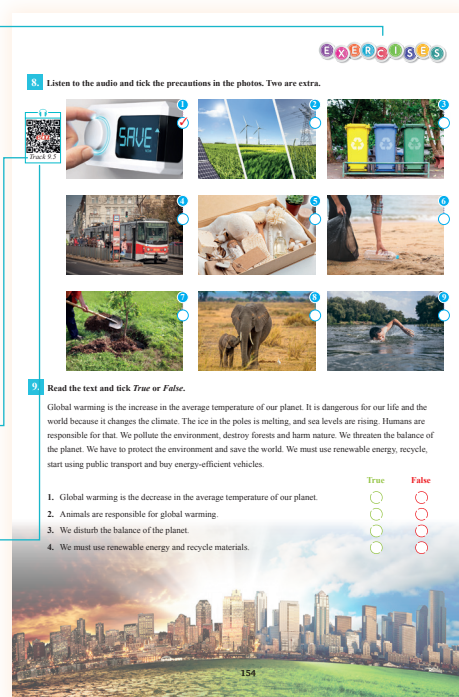 EXERCISES
8. Listen to the audio and tick the precautions in the photos. Two are extra.
Track 9.5
1
SAVE
2
3
4
5
6
7
8
9
9. Read the text and tick True or False.
Global warming is the increase in the average temperature of our planet. It is dangerous for our life and the
world because it changes the climate. The ice in the poles is melting, and sea levels are rising. Humans are
responsible for that. We pollute the environment, destroy forests and harm nature. We threaten the balance of
the planet. We have to protect the environment and save the world. We must use renewable energy, recycle,
start using public transport and buy energy-efficient vehicles.
True False
1. Global warming is the decrease in the average temperature of our planet.
2. Animals are responsible for global warming.
3. We disturb the balance of the planet.
4. We must use renewable energy and recycle materials.
154